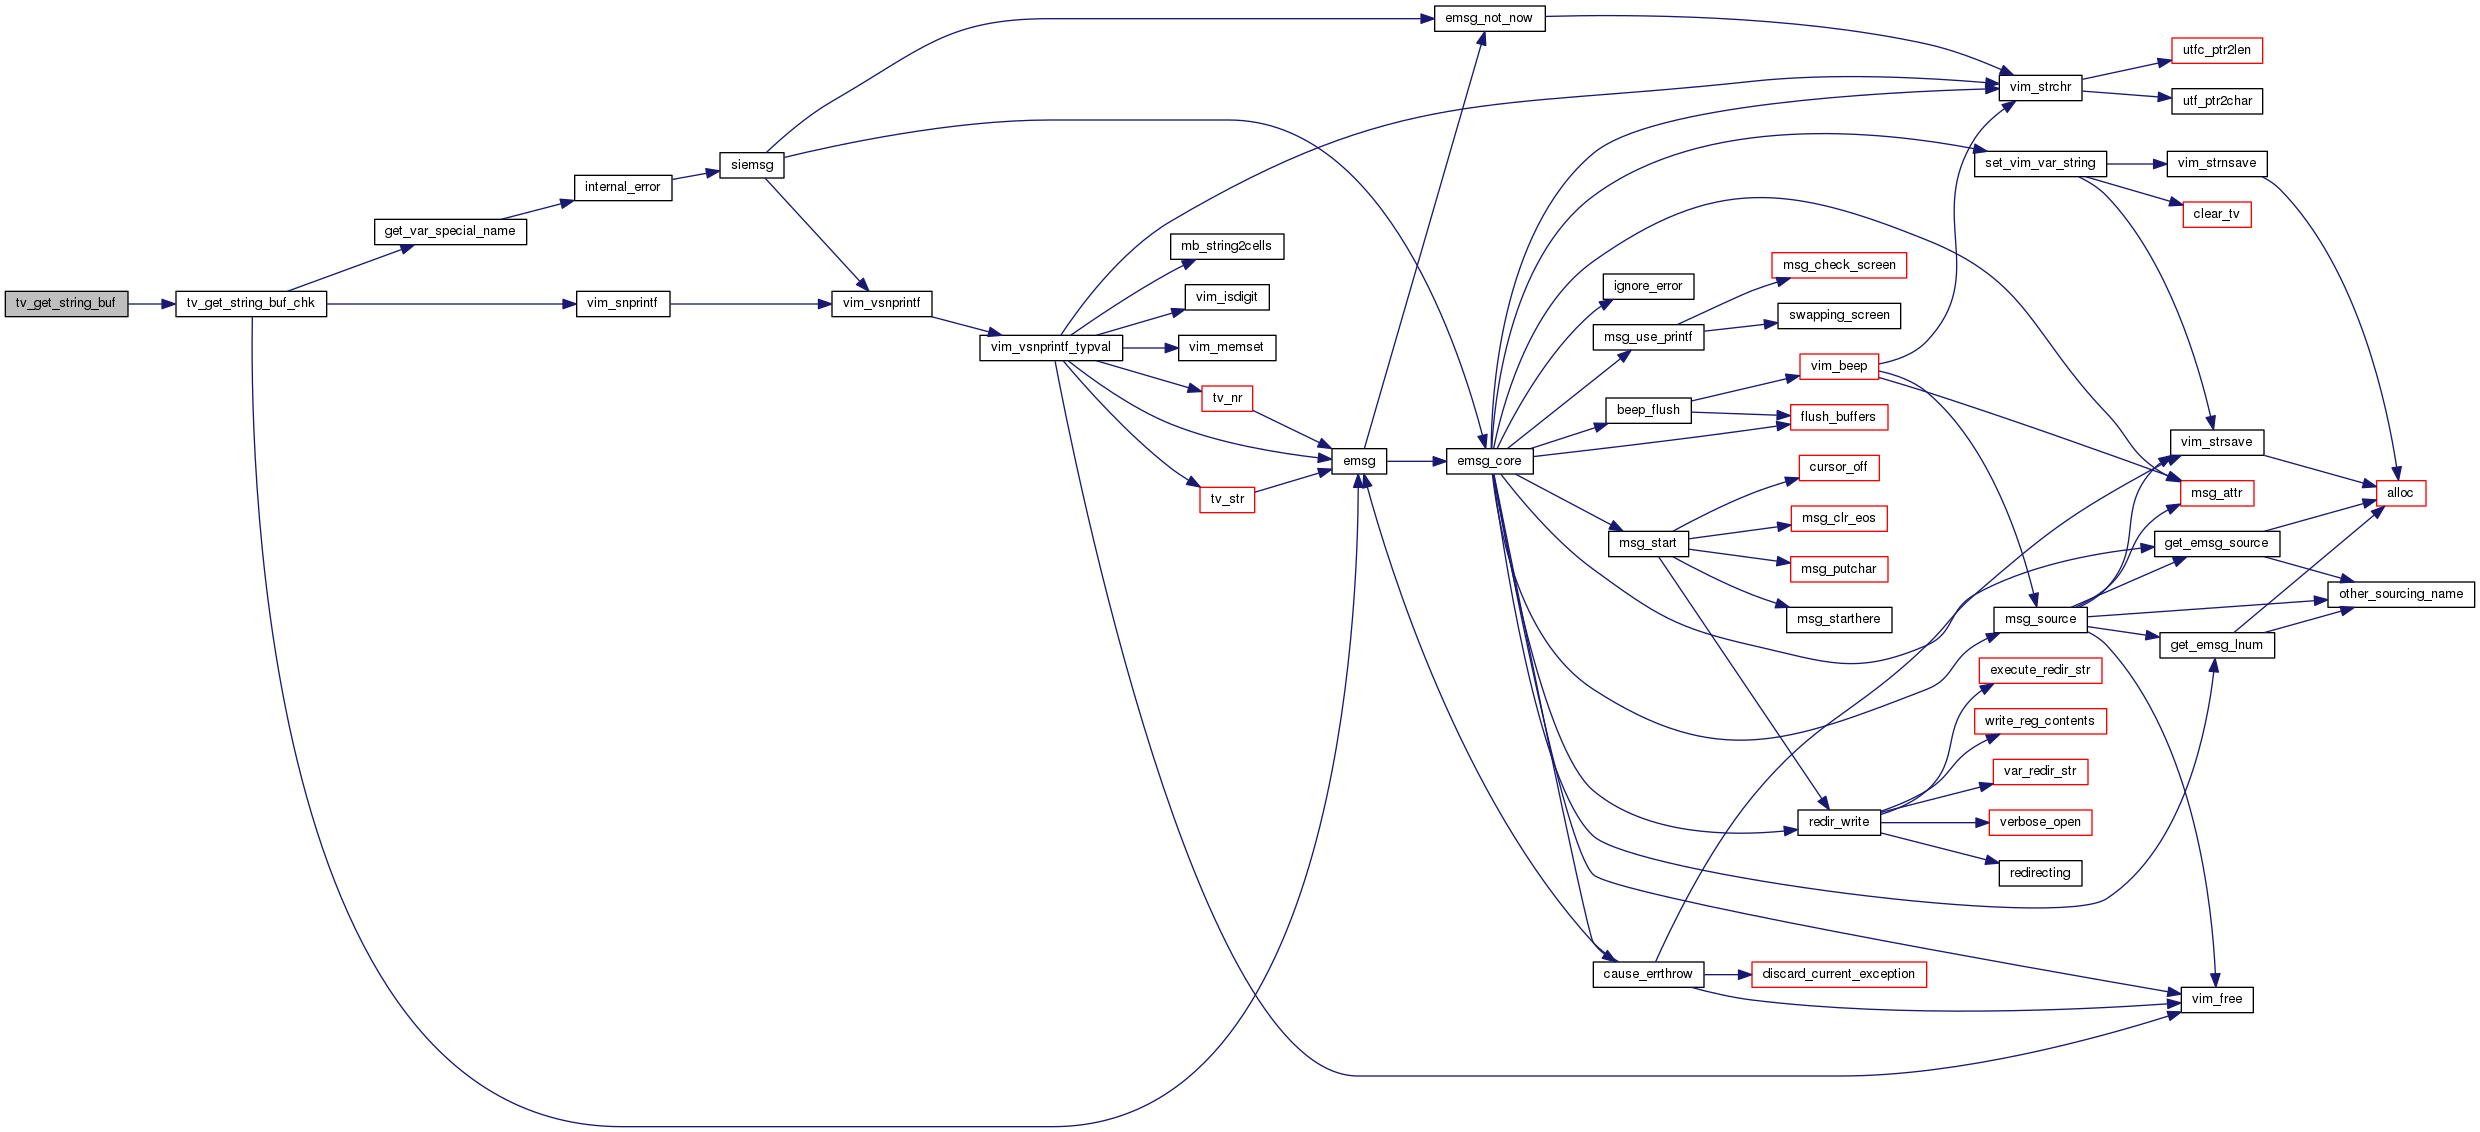 tv_get_string_buf
tv_get_string_buf_chk
get_var_special_name
vim_snprintf
internal_error
siemsg
vim_vsnprintf
vim_vsnprintf_typval
mb_string2cells
vim_isdigit
vim_memset
tv_nr
tv_str
emsg
emsg_not_now
emsg_core
ignore_error
msg_use_printf
beep_flush
msg_start
cause_errthrow
msg_check_screen
swapping_screen
vim_beep
flush_buffers
cursor_off
msg_clr_eos
msg_putchar
msg_starthere
redir_write
discard_current_exception
vim_strchr
set_vim_var_string
msg_source
execute_redir_str
write_reg_contents
var_redir_str
verbose_open
redirecting
utfc_ptr2len
utf_ptr2char
vim_strnsave
clear_tv
vim_strsave
msg_attr
get_emsg_source
get_emsg_lnum
vim_free
alloc
other_sourcing_name